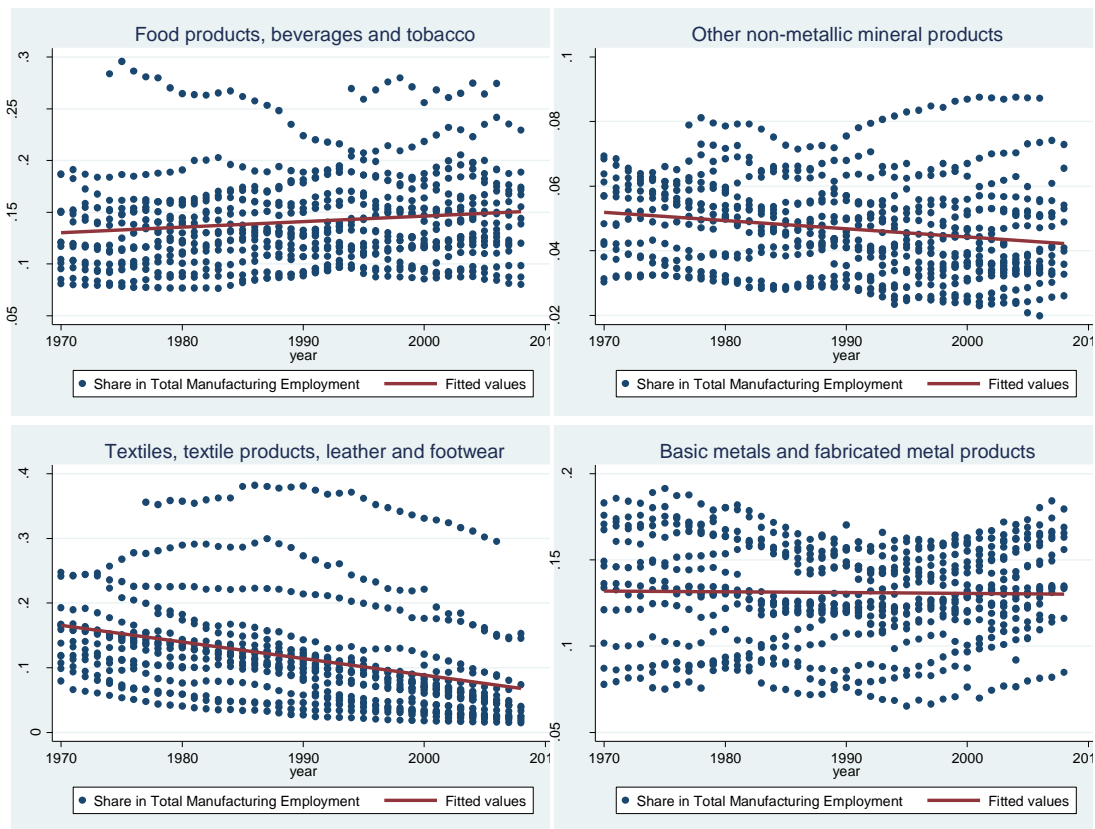 Food products, beverages and tobacco
.3
.25
.2
.15
.1
.05
1970 1980 1990 2000 201
year
Share in Total Manufacturing Employment Fitted values
Other non-metallic mineral products
.1
.08
.06
.04
.02
1970 1980 1990 2000 201
year
Share in Total Manufacturing Employment Fitted values
Textiles, textile products, leather and footwear
.4
.3
.2
.1
0
1970 1980 1990 2000 201
year
Share in Total Manufacturing Employment Fitted values
Basic metals and fabricated metal products
.2
.15
.1
.05
1970 1980 1990 2000 201
year
Share in Total Manufacturing Employment Fitted values